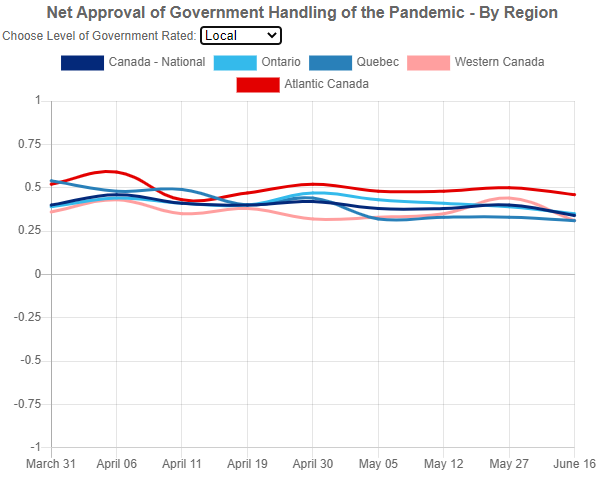 Net Approval of Government Handling of the Pandemic - By Region
Choose Level of Government Rated: Local
Canada - National Ontario Quebec Western Canada
Atlantic Canada
1
0.75
0.5
0.25
0
-0.25
-0.5
-0.75
-1
March 31 April 06 April 11 April 19 April 30 May 05 May 12 May 27 June 16